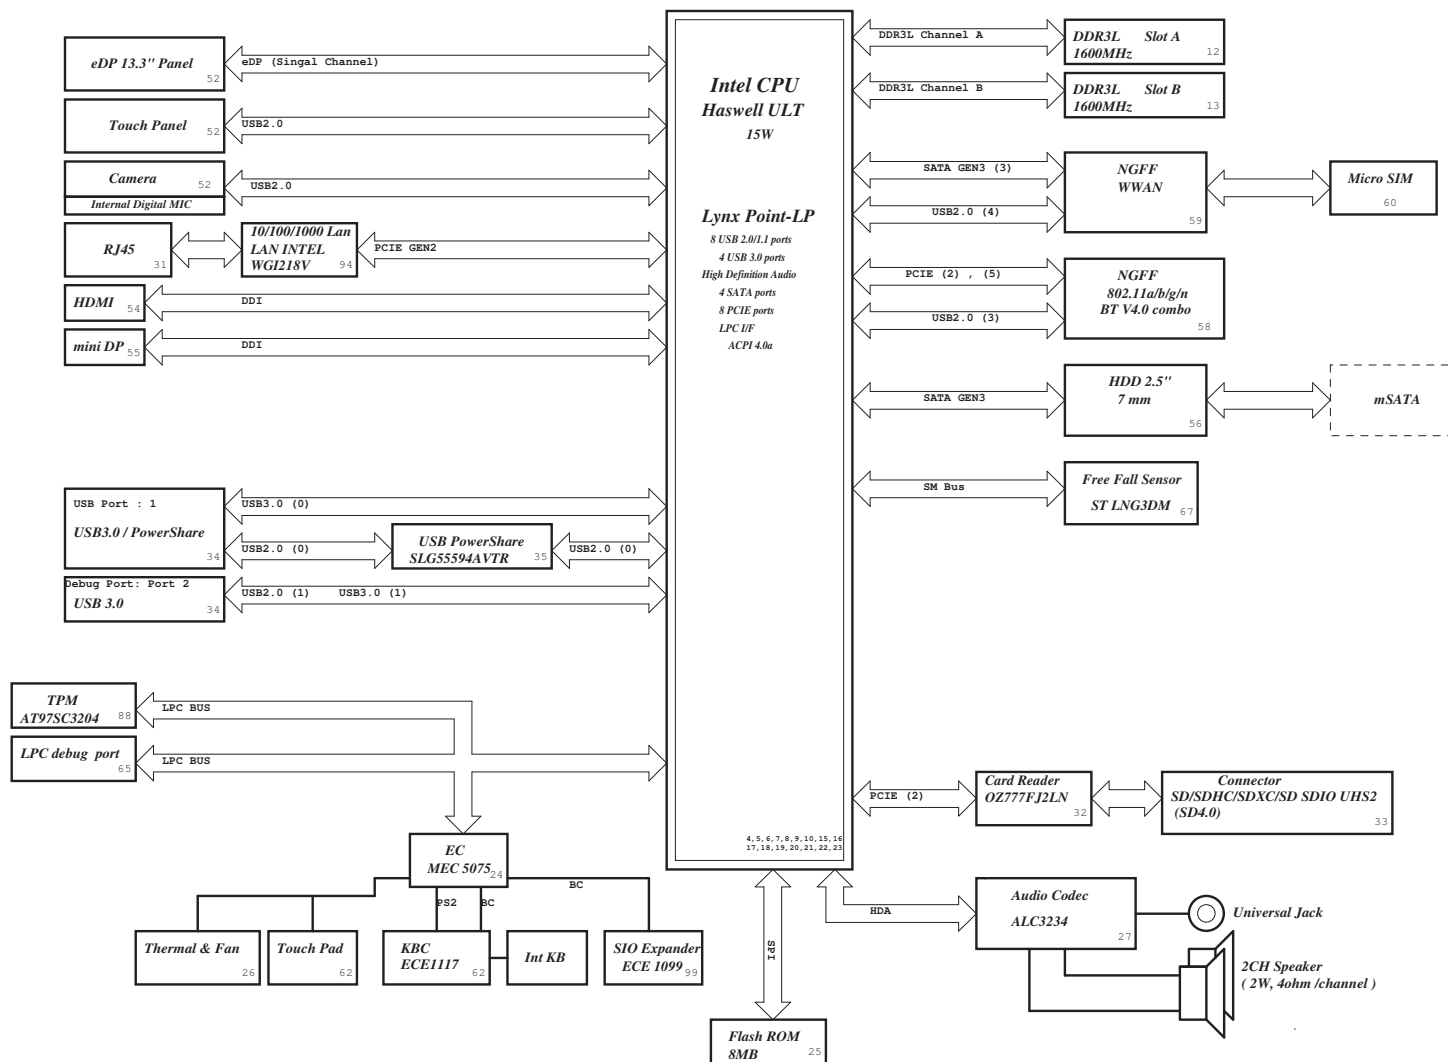 eDP 13.3" Panel
52
eDP (Singal Channel)
Touch Panel
52
USB2.0
Camera
52
Internal Digital MIC
USB2.0
RJ45
31
10/100/1000 Lan
LAN INTEL
WGI218V
94
PCIE GEN2
HDMI
54
DDI
mini DP
55
DDI
USB Port : 1
USB3.0 / PowerShare
34
USB3.0 (0)
USB2.0 (0)
USB PowerShare
SLG55594AVTR
35
USB2.0 (0)
Debug Port: Port 2
USB 3.0
34
USB2.0 (1)
USB3.0 (1)
TPM
AT97SC3204
88
LPC BUS
LPC debug port
65
LPC BUS
EC
MEC 5075
24
PS2
BC
BC
Thermal & Fan
26
Touch Pad
62
KBC
ECE1117
62
Int KB
SIO Expander
ECE 1099
99
Intel CPU
Haswell ULT
15W
Lynx Point-LP
8 USB 2.0/1.1 ports
4 USB 3.0 ports
High Definition Audio
4 SATA ports
8 PCIE ports
LPC I/F
ACPI 4.0a
4,5,6,7,8,9,10,15,16
17,18,19,20,21,22,23
DDR3L Channel A
DDR3L Slot A
1600MHz
12
DDR3L Channel B
DDR3L Slot B
1600MHz
13
SATA GEN3 (3)
USB2.0 (4)
NGFF
WWAN
59
Micro SIM
60
PCIE (2) , (5)
USB2.0 (3)
NGFF
802.11a/b/g/n
BT V4.0 combo
58
SATA GEN3
HDD 2.5"
7 mm
56
mSATA
SM Bus
Free Fall Sensor
ST LNG3DM
67
PCIE (2)
Card Reader
OZ777FJ2LN
32
Connector
SD/SDHC/SDXC/SD SDIO UHS2
(SD4.0)
33
HDA
Audio Codec
ALC3234
27
Universal Jack
2CH Speaker
( 2W, 4ohm /channel )
SPI
Flash ROM
8MB
25